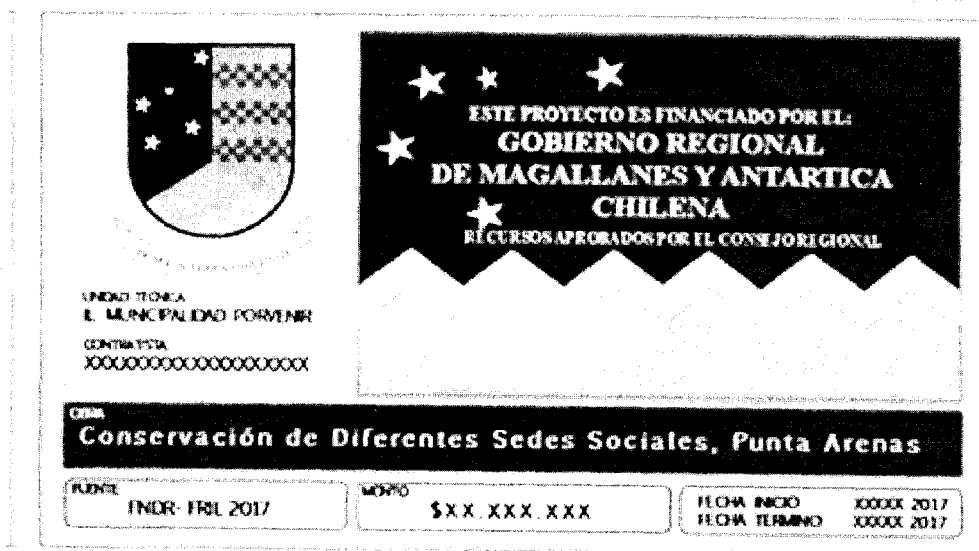 ESTE PROYECTO ES FINANCIADO POR EL:
GOBIERNO REGIONAL
DE MAGALLANES Y ANTARTICA
CHILENA
RECURSOS APROBADOS POR EL CONSEJO REGIONAL
UNIDAD TECNICA
IL. MUNICIPALIDAD PORVENIR
CONTRATISTA
XXXXXXXXXXXXXXXXXXXXX
OBRA
Conservación de Diferentes Sedes Sociales, Punta Arenas
FUENTE
FNDR- FRIL 2017
MONTO
$XX.XXX.XXX
FECHA INICIO XXXXX 2017
FECHA TERMINO XXXXX 2017